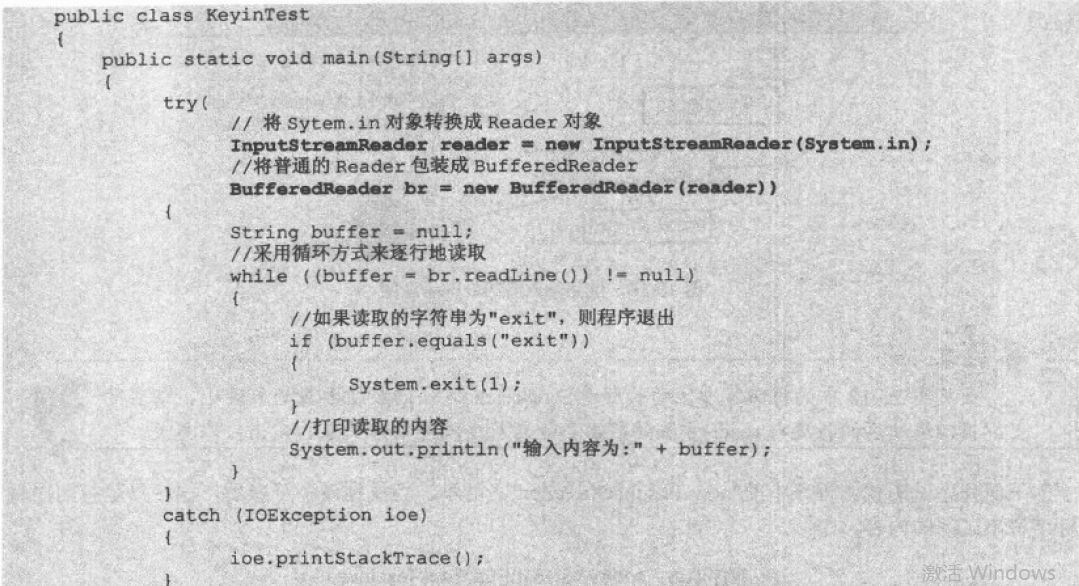 public class KeyinTest
{
public static void main(String[] args)
{
try(
// 将 Sytem.in 对象转换成 Reader 对象
InputStreamReader reader = new InputStreamReader(System.in);
//将普通的 Reader 包装成 BufferedReader
BufferedReader br = new BufferedReader(reader))
{
String buffer = null;
//采用循环方式来逐行地读取
while ((buffer = br.readLine()) != null)
{
//如果读取的字符串为"exit"，则程序退出
if (buffer.equals("exit"))
{
System.exit(1);
}
//打印读取的内容
System.out.println("输入内容为:" + buffer);
}
}
catch (IOException ioe)
{
ioe.printStackTrace();
}
激活 Windows